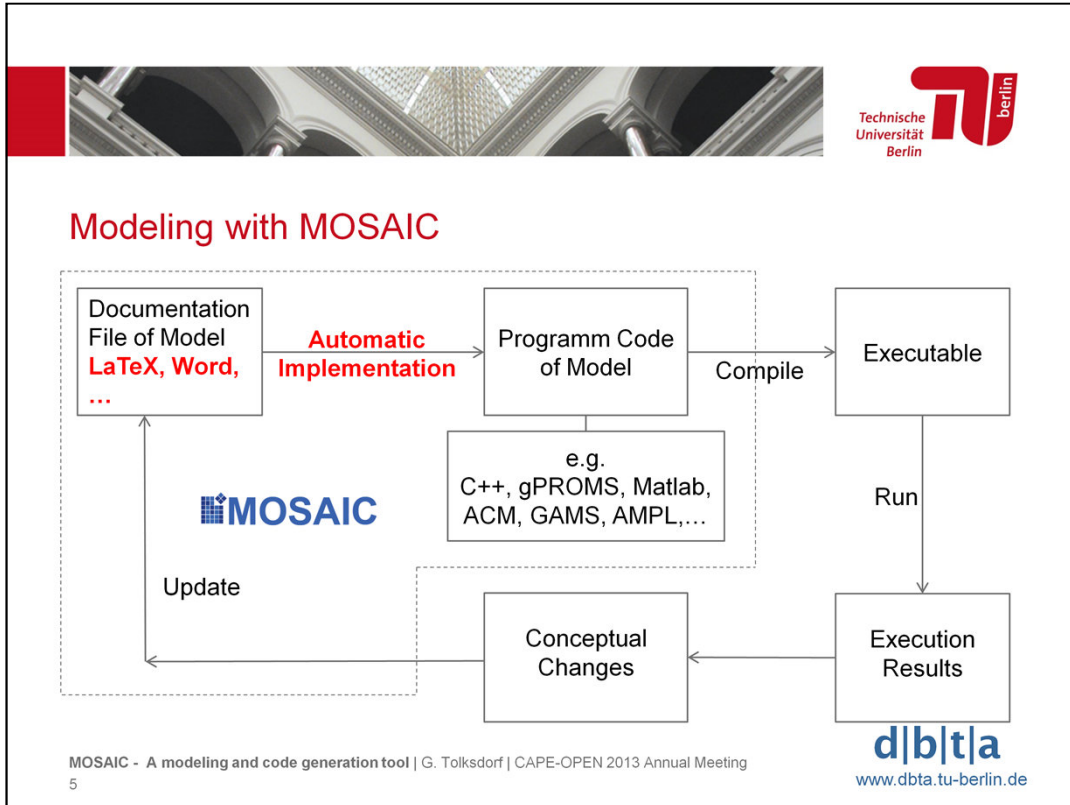 Technische
Universität
Berlin
berlin
Modeling with MOSAIC
Documentation
File of Model
LaTeX, Word,
…
Automatic
Implementation
Programm Code
of Model
Compile
Executable
e.g.
C++, gPROMS, Matlab,
ACM, GAMS, AMPL,…
MOSAIC
Run
Update
Conceptual
Changes
Execution
Results
MOSAIC - A modeling and code generation tool | G. Tolksdorf | CAPE-OPEN 2013 Annual Meeting
5
d|b|t|a
www.dbta.tu-berlin.de